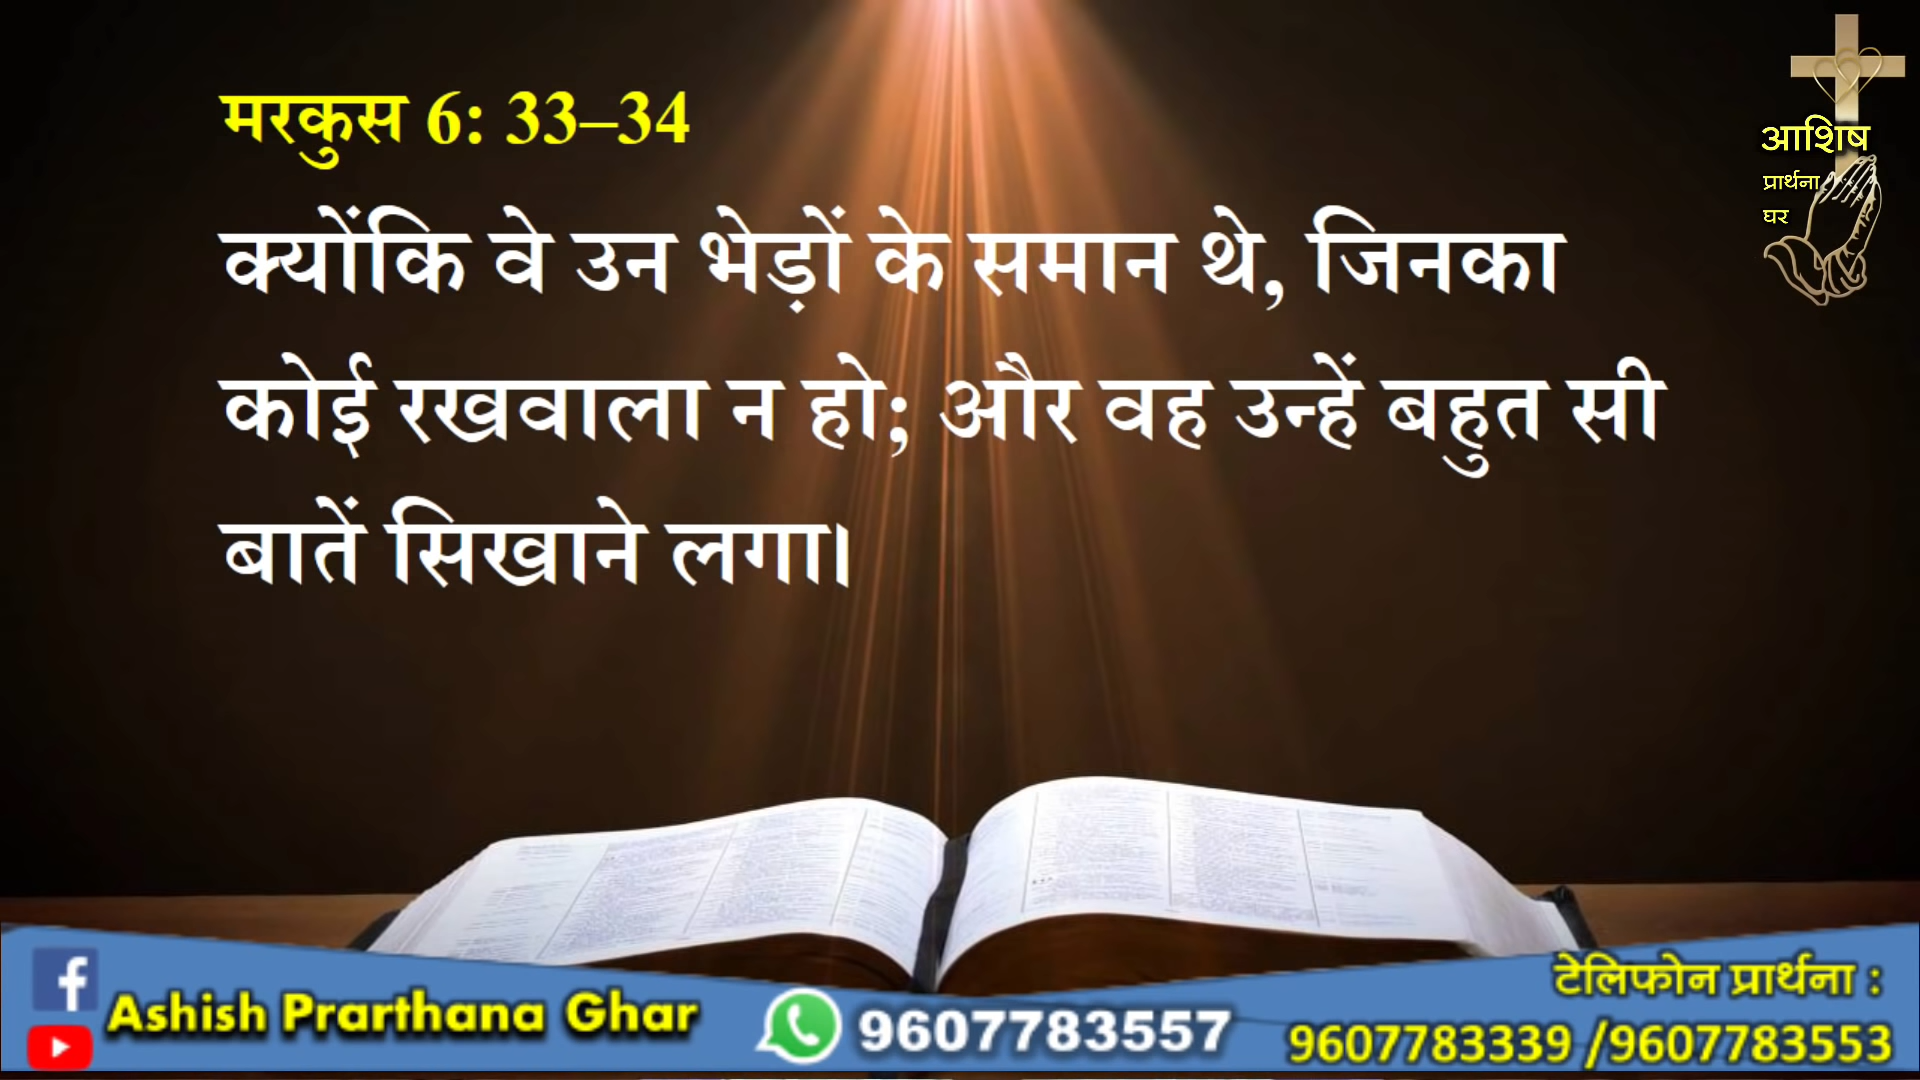 मरकुस 6: 33–34
क्योंकि वे उन भेड़ों के समान थे, जिनका
कोई रखवाला न हो; और वह उन्हें बहुत सी
बातें सिखाने लगा।
आशिष
प्रार्थना
घर
Ashish Prarthana Ghar
9607783557
टेलिफोन प्रार्थना :
9607783339 /9607783553